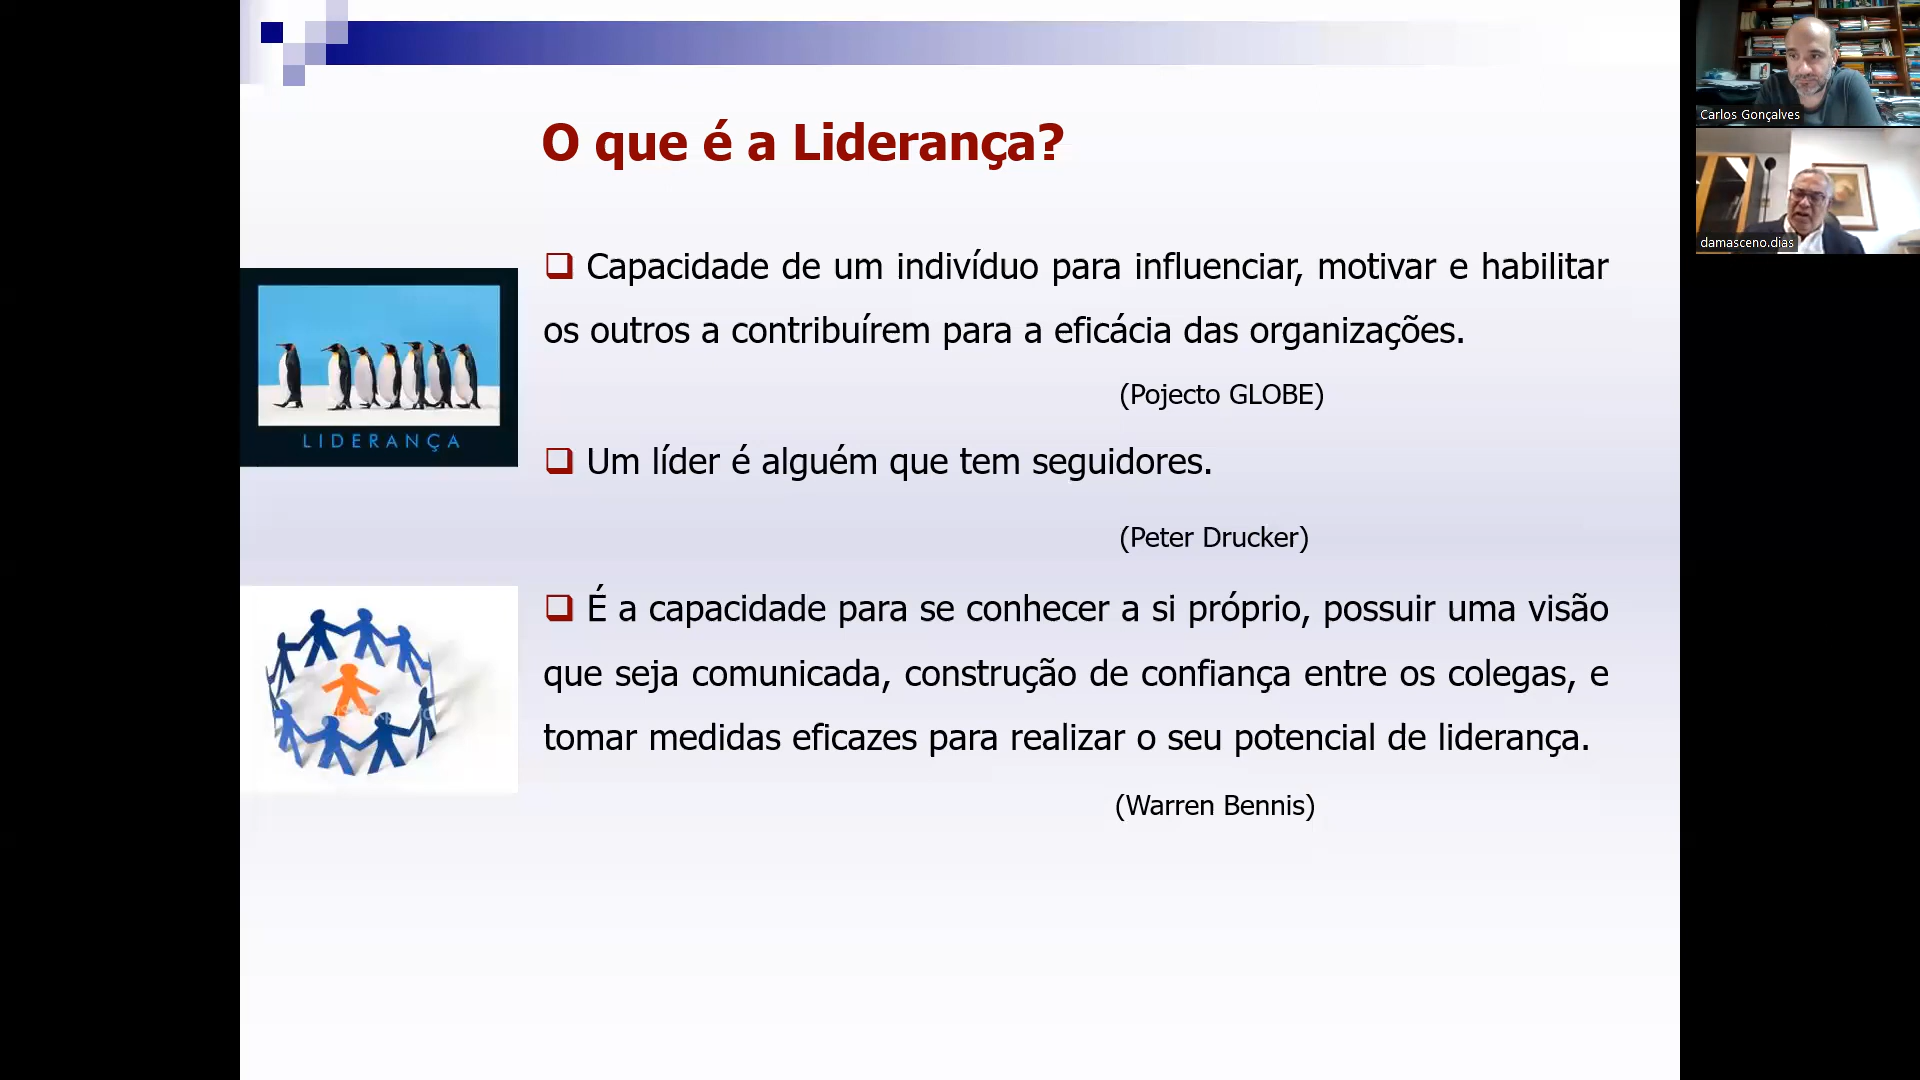 O que é a Liderança?
Capacidade de um indivíduo para influenciar, motivar e habilitar
os outros a contribuírem para a eficácia das organizações.
(Pojecto GLOBE)
LIDERANÇA
Um líder é alguém que tem seguidores.
(Peter Drucker)
É a capacidade para se conhecer a si próprio, possuir uma visão
que seja comunicada, construção de confiança entre os colegas, e
tomar medidas eficazes para realizar o seu potencial de liderança.
(Warren Bennis)
Carlos Gonçalves
damasceno.dias